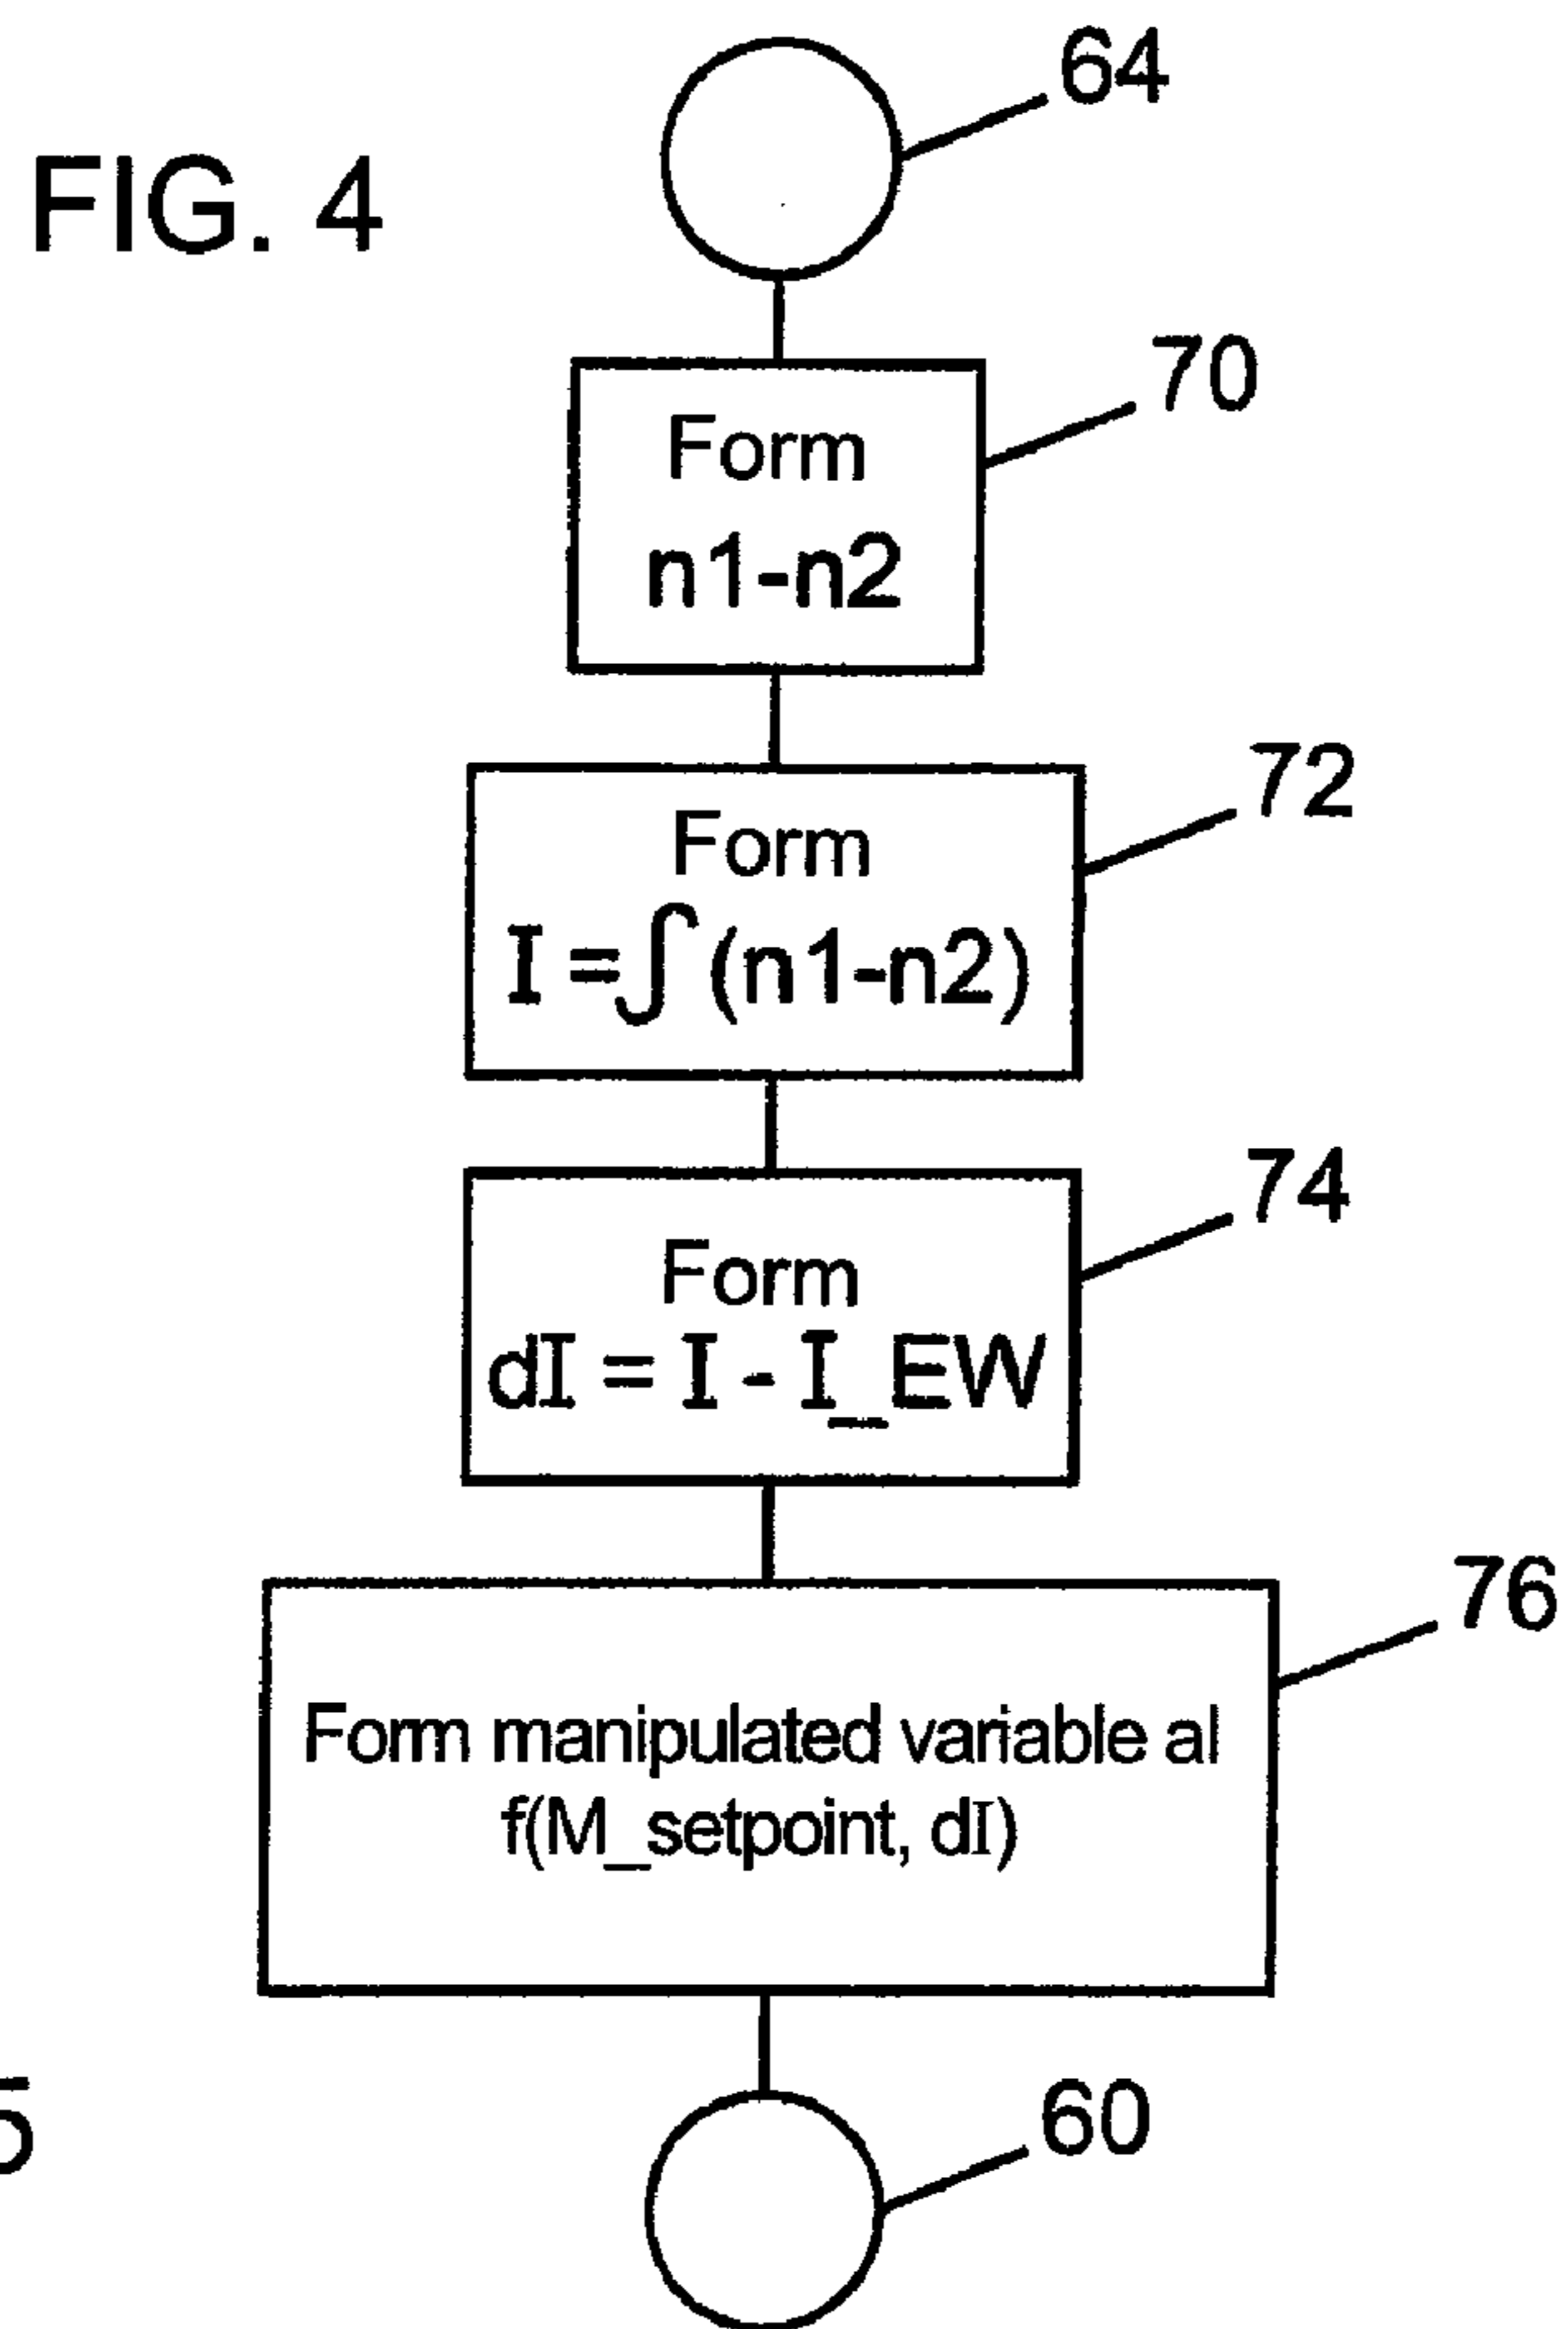 64
FIG. 4
70
Form
n1-n2
72
Form
I =∫(n1-n2)
74
Form
dI = I - I_EW
76
Form manipulated variable al
f(M_setpoint, dI)
60
5